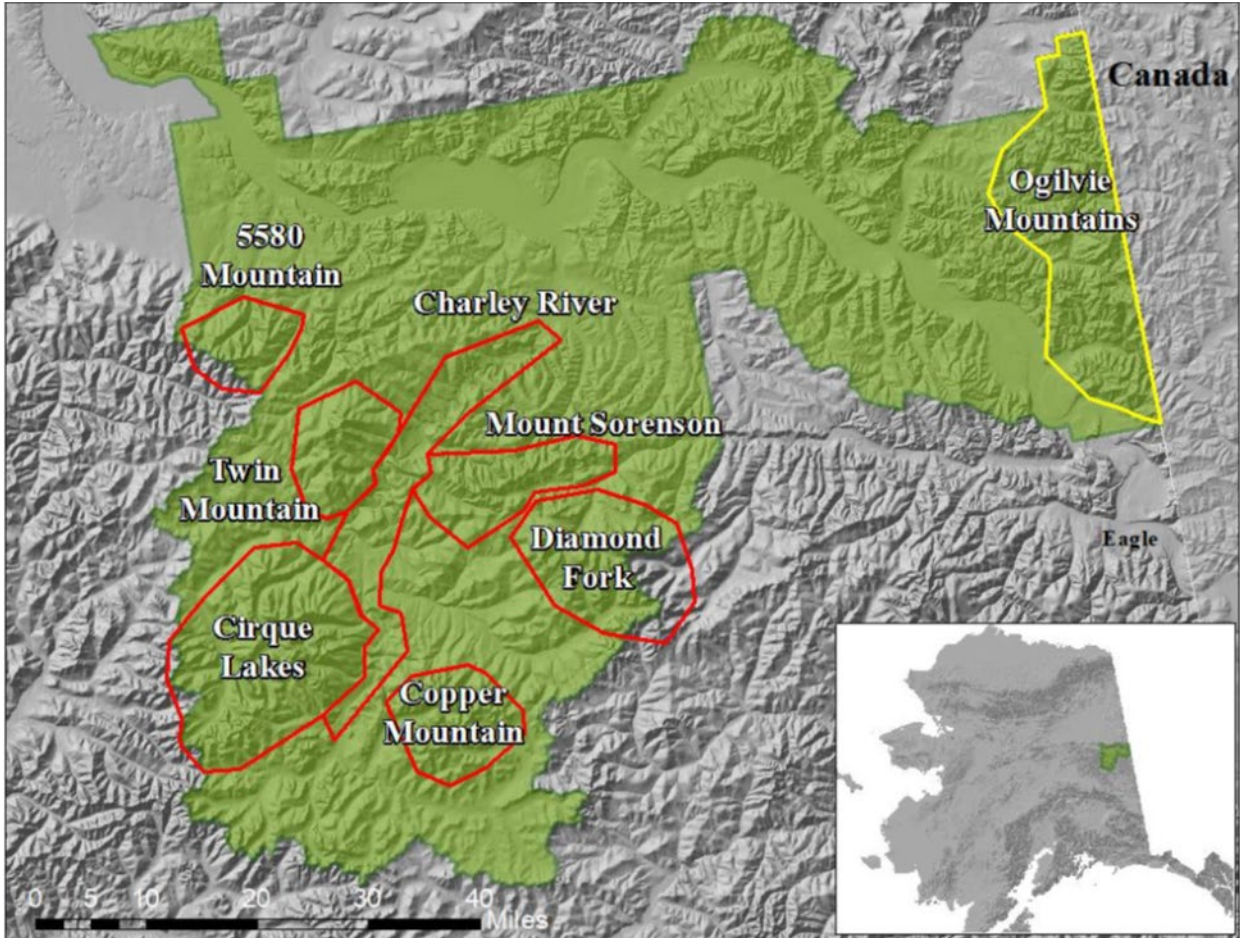 Canada
Ogilvie
Mountains
5580
Mountain
Charley River
Mount Sorenson
Twin
Mountain
Diamond
Fork
Eagle
Cirque
Lakes
Copper
Mountain
0 5 10 20 30 40
Miles